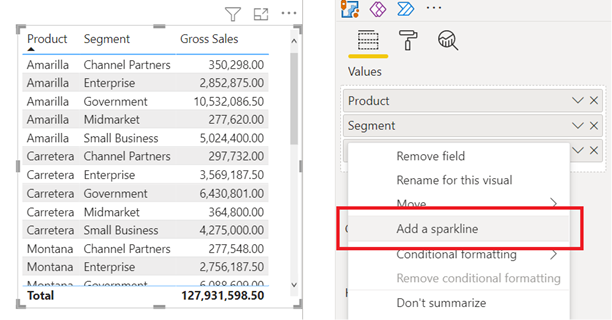 Product Segment Gross Sales
Amarilla Channel Partners 350,298.00
Amarilla Enterprise 2,852,875.00
Amarilla Government 10,532,086.50
Amarilla Midmarket 277,620.00
Amarilla Small Business 5,024,400.00
Carretera Channel Partners 297,732.00
Carretera Enterprise 3,569,187.50
Carretera Government 6,430,801.00
Carretera Midmarket 364,800.00
Carretera Small Business 4,275,000.00
Montana Channel Partners 277,548.00
Montana Enterprise 2,756,187.50
Montana Government 6,088,609.00
Total 127,931,598.50
Values
Product
Segment
Remove field
Rename for this visual
Move
Add a sparkline
Conditional formatting
Remove conditional formatting
Don't summarize